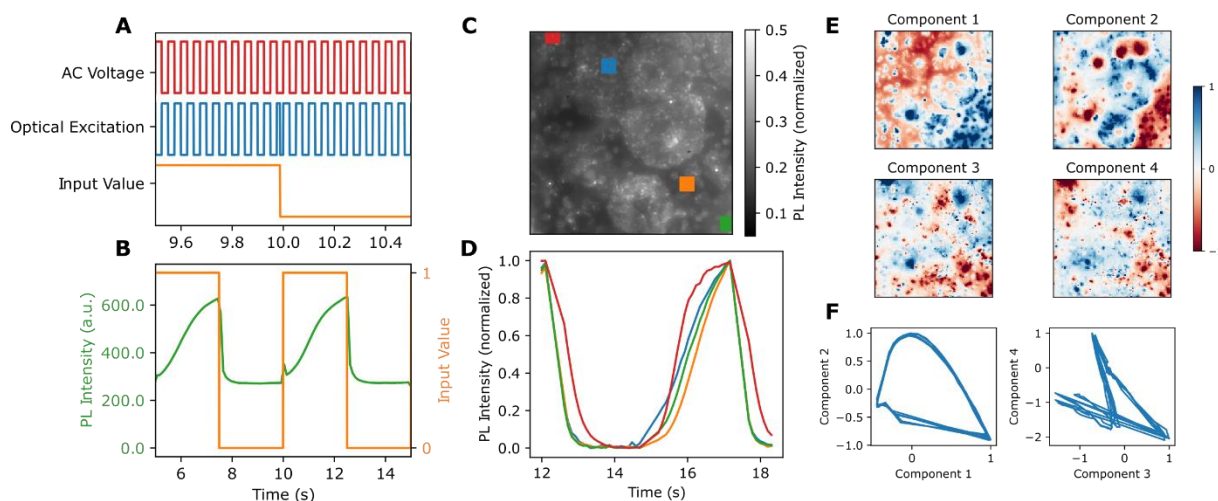 A
AC Voltage
Optical Excitation
Input Value
9.6 9.8 10.0 10.2 10.4
B
PL Intensity (a.u.)
600.0
400.0
200.0
0.0
6 8 10 12 14
Time (s)
1
0
Input Value
C
0.5
0.4
0.3
0.2
0.1
PL Intensity (normalized)
D
PL Intensity (normalized)
1.0
0.8
0.6
0.4
0.2
0.0
12 14 16 18
Time (s)
E
Component 1 Component 2
Component 3 Component 4
1
0
−1
F
Component 2
1.0
0.5
0.0
−0.5
−1.0
0 1
Component 1
Component 4
1
0
−1
−2
−1 0 1
Component 3